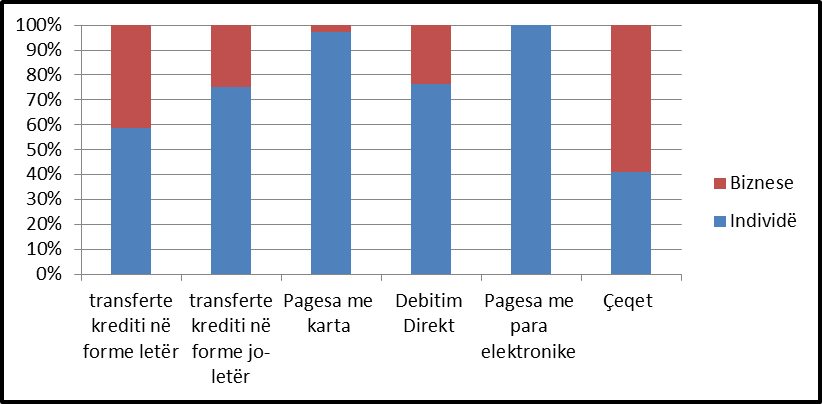 100%
90%
80%
70%
60%
50%
40%
30%
20%
10%
0%
transferte
krediti në
forme letër
transferte
krediti në
forme jo-
letër
Pagesa me
karta
Debitim
Direkt
Pagesa me
para
elektronike
Çeqet
Biznese
Individë